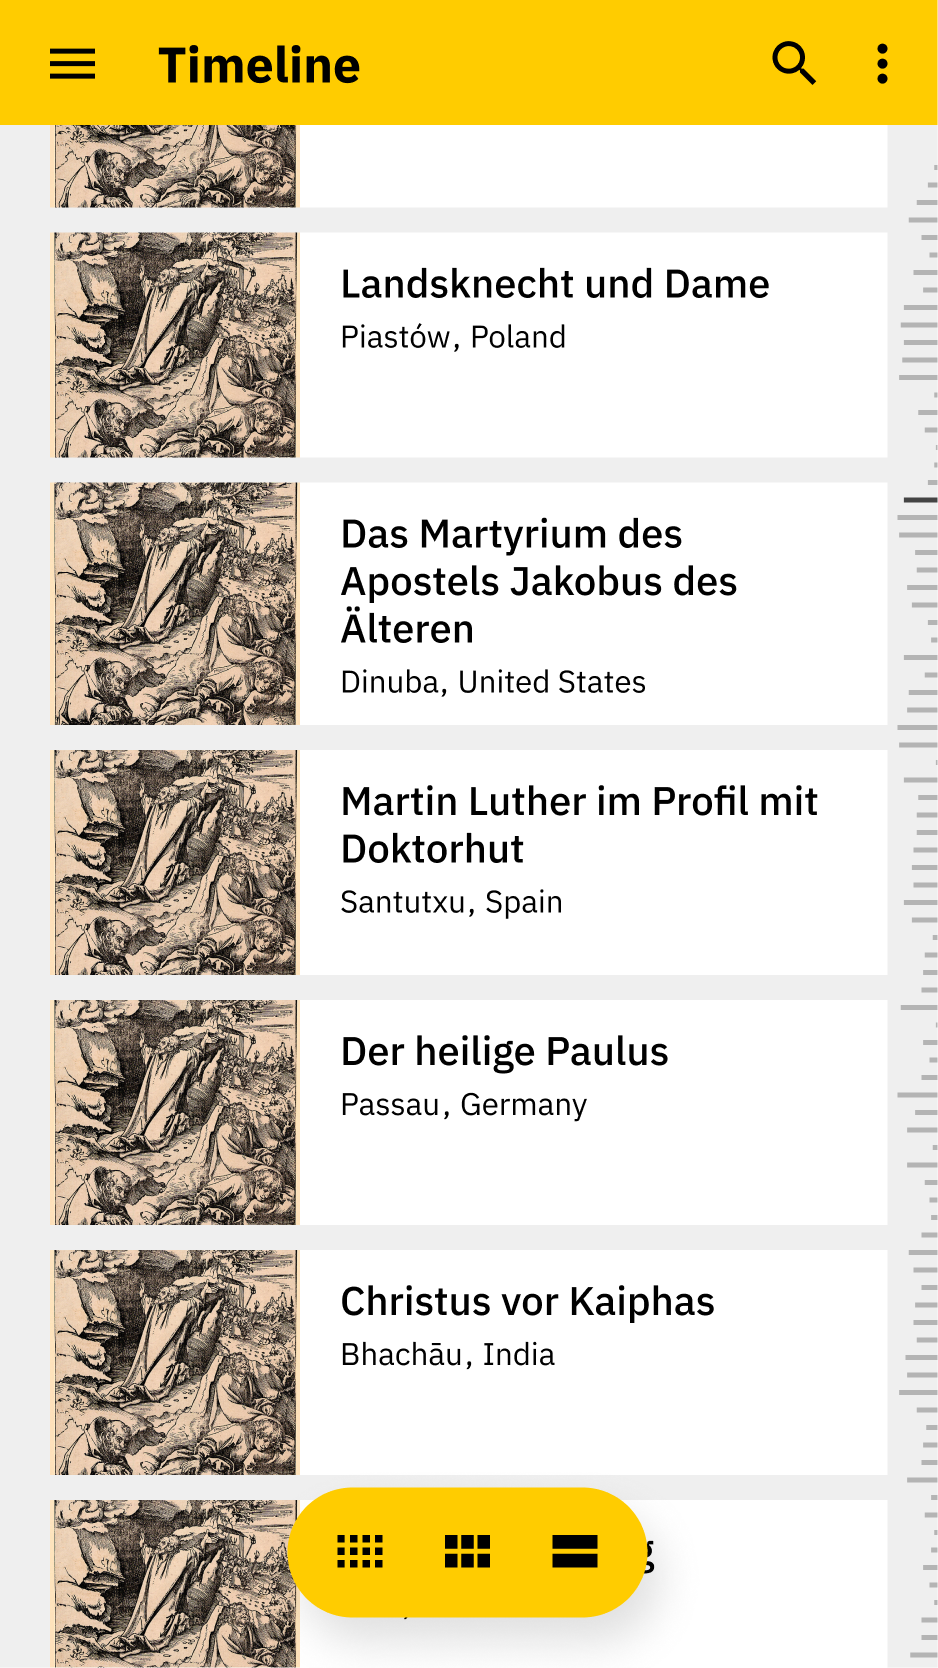 Timeline
Landsknecht und Dame
Piastów, Poland
Das Martyrium des
Apostels Jakobus des
Älteren
Dinuba, United States
Martin Luther im Profil mit
Doktorhut
Santutxu, Spain
Der heilige Paulus
Passau, Germany
Christus vor Kaiphas
Bhachāu, India